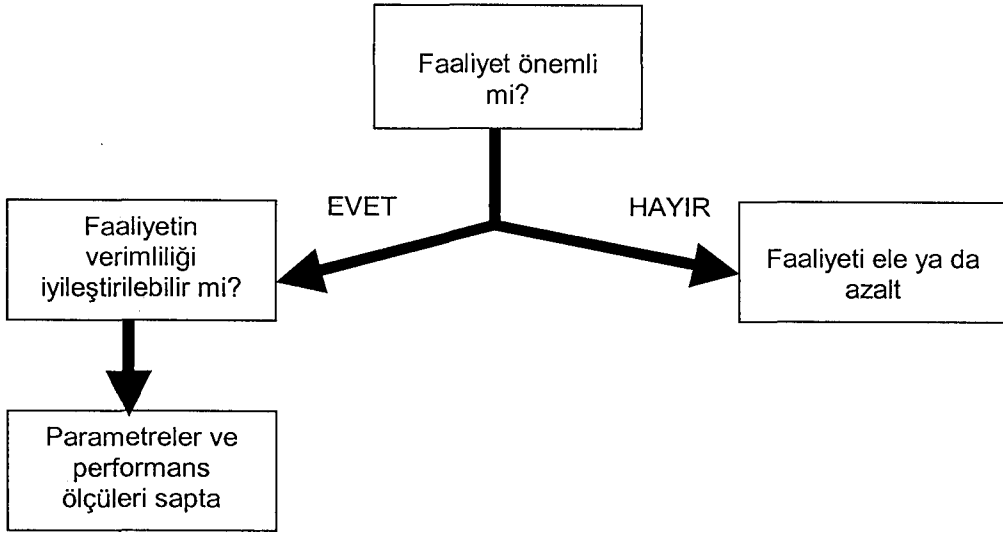 Faaliyet önemli
mi?
EVET
HAYIR
Faaliyetin
verimliliği
iyileştirilebilir mi?
Faaliyeti ele ya da
azalt
Parametreler ve
performans
ölçüleri sapta